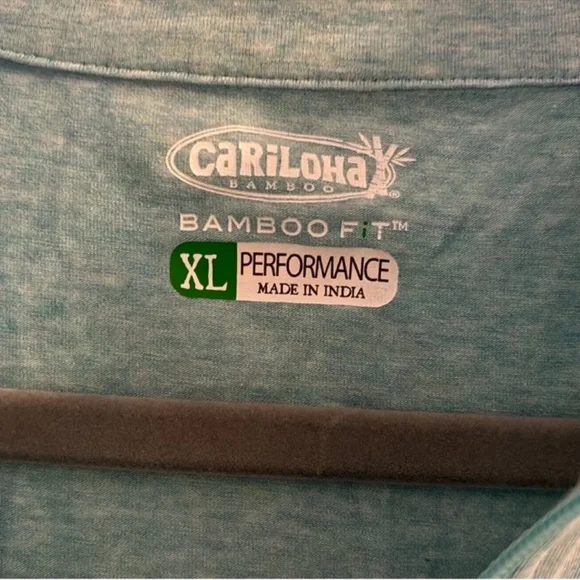 CARiLOHA
BAMBOO
®
BAMBOO FiT™
XL PERFORMANCE
MADE IN INDIA